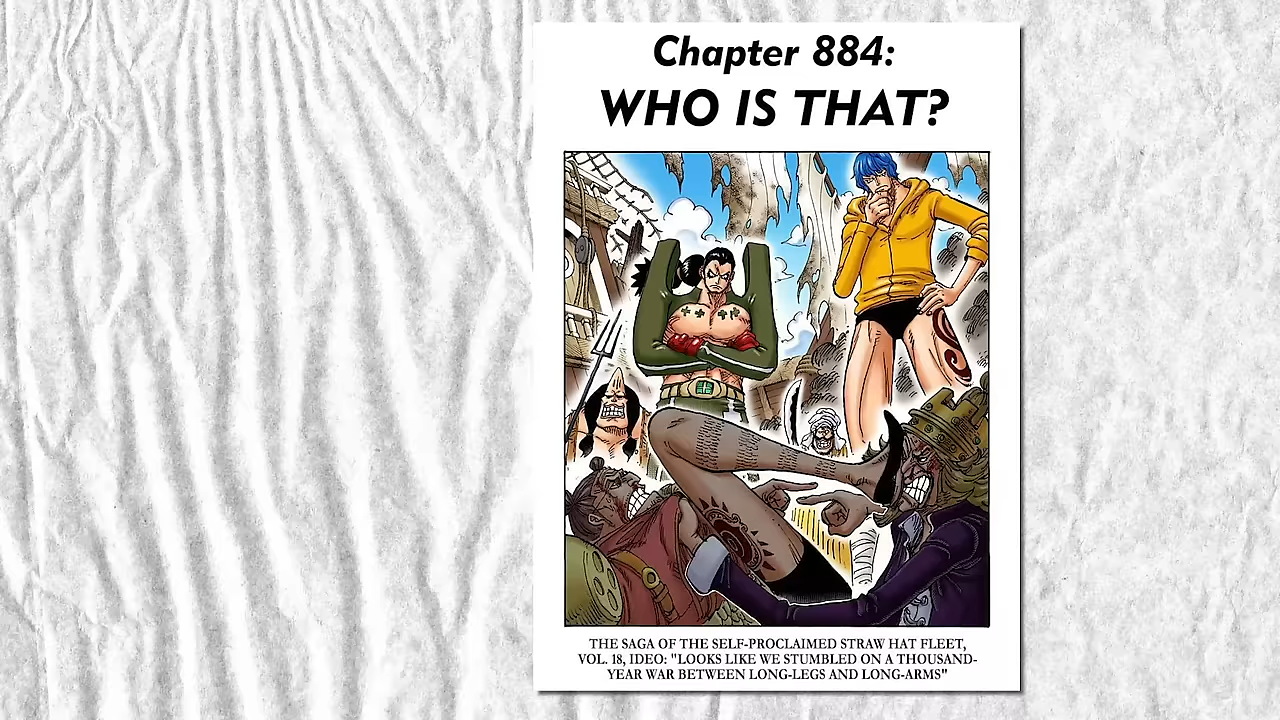 Chapter 884:
WHO IS THAT?
THE SAGA OF THE SELF-PROCLAIMED STRAW HAT FLEET,
VOL. 18, IDEO: "LOOKS LIKE WE STUMBLED ON A THOUSAND-
YEAR WAR BETWEEN LONG-LEGS AND LONG-ARMS"